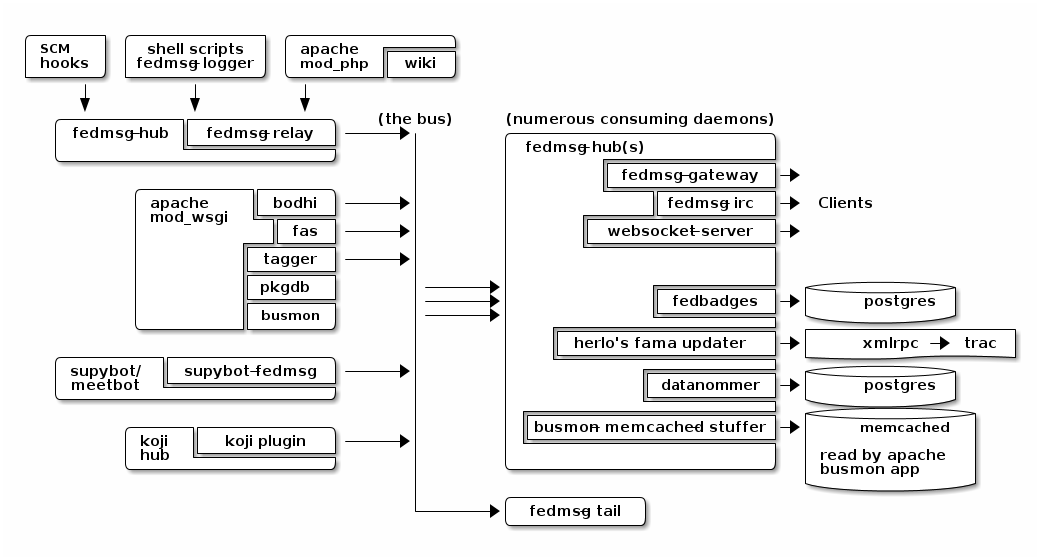 SCM
hooks
shell scripts
fedmsg-logger
apache
mod_php
wiki
fedmsg-hub
fedmsg-relay
(the bus)
(numerous consuming daemons)
fedmsg-hub(s)
fedmsg-gateway
fedmsg-irc
Clients
websocket-server
apache
mod_wsgi
bodhi
fas
tagger
pkgdb
busmon
fedbadges
postgres
herlo's fama updater
xmlrpc
trac
supybot/
meetbot
supybot-fedmsg
datanommer
postgres
busmon-memcached-stuffer
memcached
read by apache
busmon app
koji
hub
koji plugin
fedmsg-tail